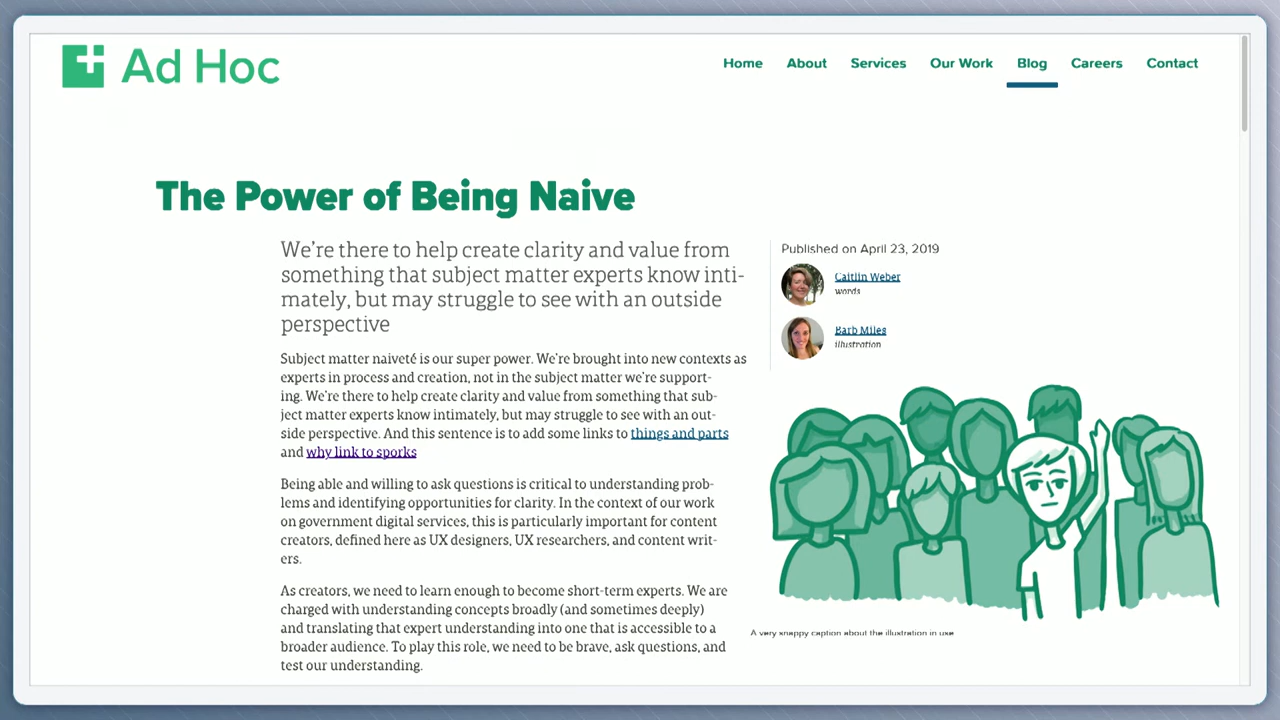 Ad Hoc
Home About Services Our Work Blog Careers Contact
The Power of Being Naive
We're there to help create clarity and value from
something that subject matter experts know inti-
mately, but may struggle to see with an outside
perspective
Published on April 23, 2019
Caitlin Weber
words
Barb Miles
illustration
Subject matter naiveté is our super power. We're brought into new contexts as
experts in process and creation, not in the subject matter we're support-
ing. We're there to help create clarity and value from something that sub-
ject matter experts know intimately, but may struggle to see with an out-
side perspective. And this sentence is to add some links to things and parts
and why link to sporks
Being able and willing to ask questions is critical to understanding prob-
lems and identifying opportunities for clarity. In the context of our work
on government digital services, this is particularly important for content
creators, defined here as UX designers, UX researchers, and content writ-
ers.
As creators, we need to learn enough to become short-term experts. We are
charged with understanding concepts broadly (and sometimes deeply)
and translating that expert understanding into one that is accessible to a
broader audience. To play this role, we need to be brave, ask questions, and
test our understanding.
A very snappy caption about the illustration in use